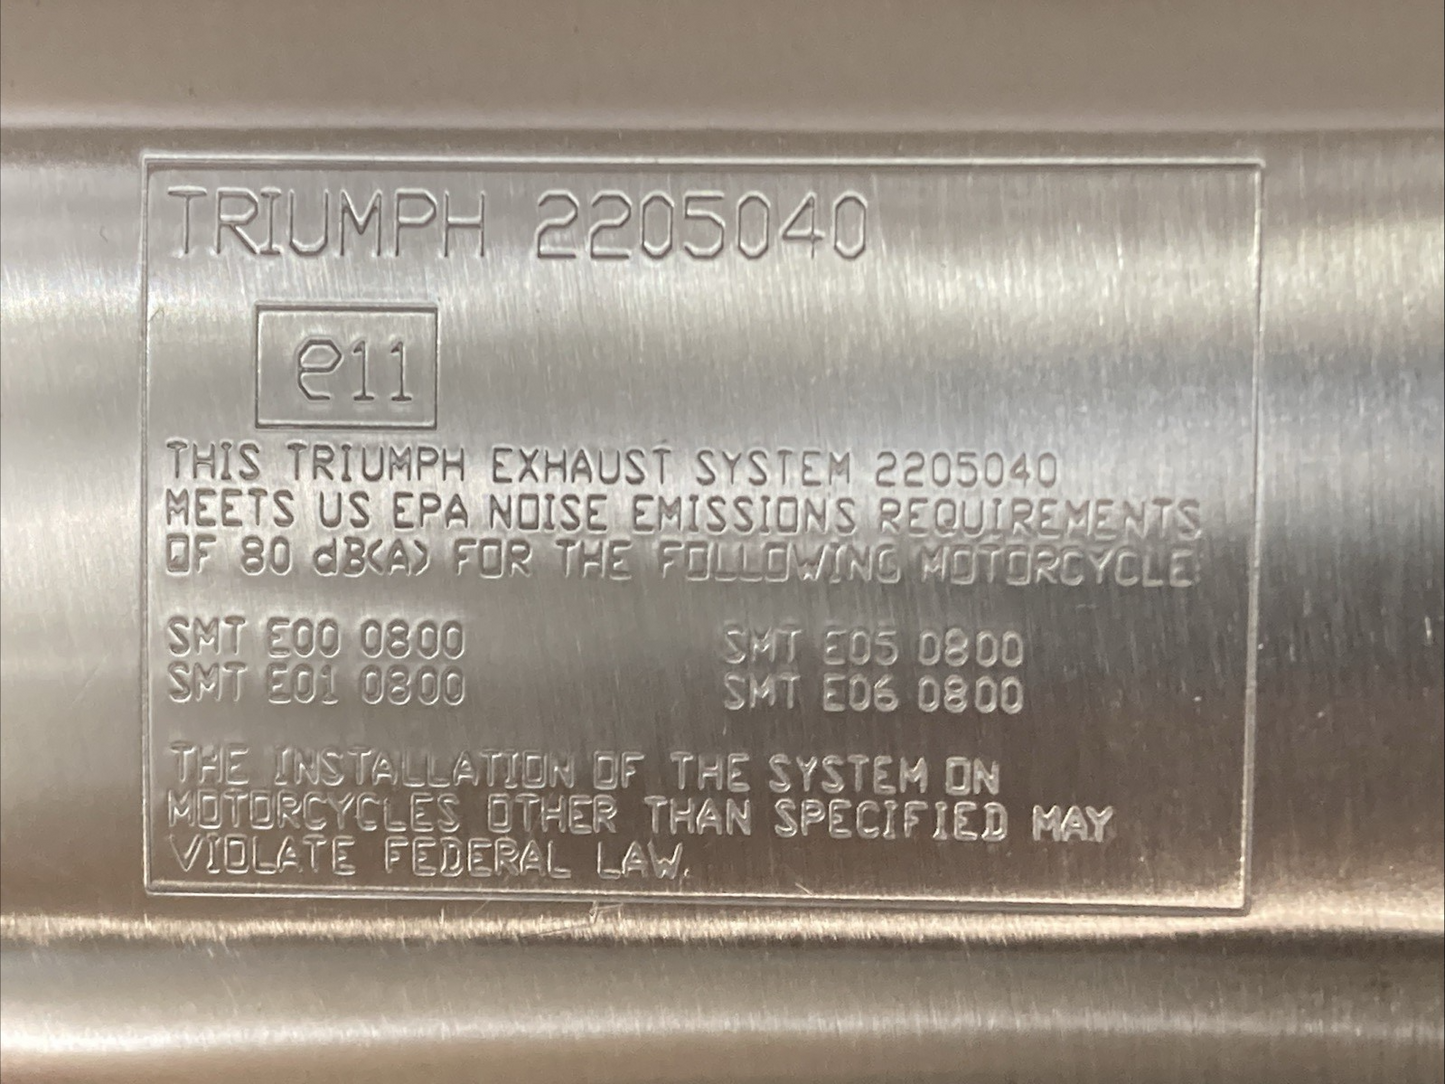 TRIUMPH 2205040
e11
THIS TRIUMPH EXHAUST SYSTEM 2205040
MEETS US EPA NOISE EMISSIONS REQUIREMENTS
OF 80 dB(A) FOR THE FOLLOWING MOTORCYCLE:
SMT E00 0800 SMT E05 0800
SMT E01 0800 SMT E06 0800
THE INSTALLATION OF THE SYSTEM ON
MOTORCYCLES OTHER THAN SPECIFIED MAY
VIOLATE FEDERAL LAW.